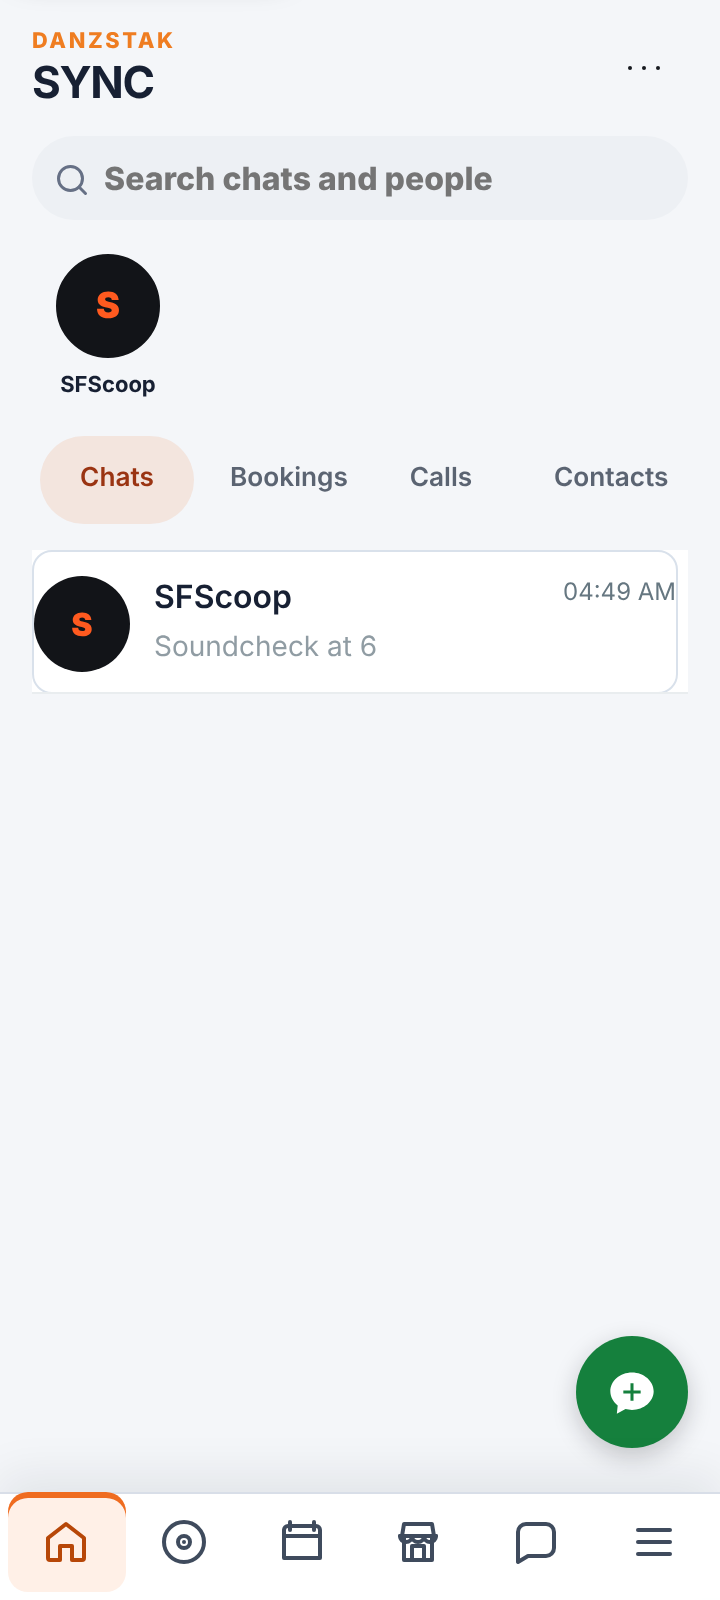 DANZSTAK
SYNC
...
Search chats and people
S
SFScoop
Chats Bookings Calls Contacts
S
SFScoop 04:49 AM
Soundcheck at 6